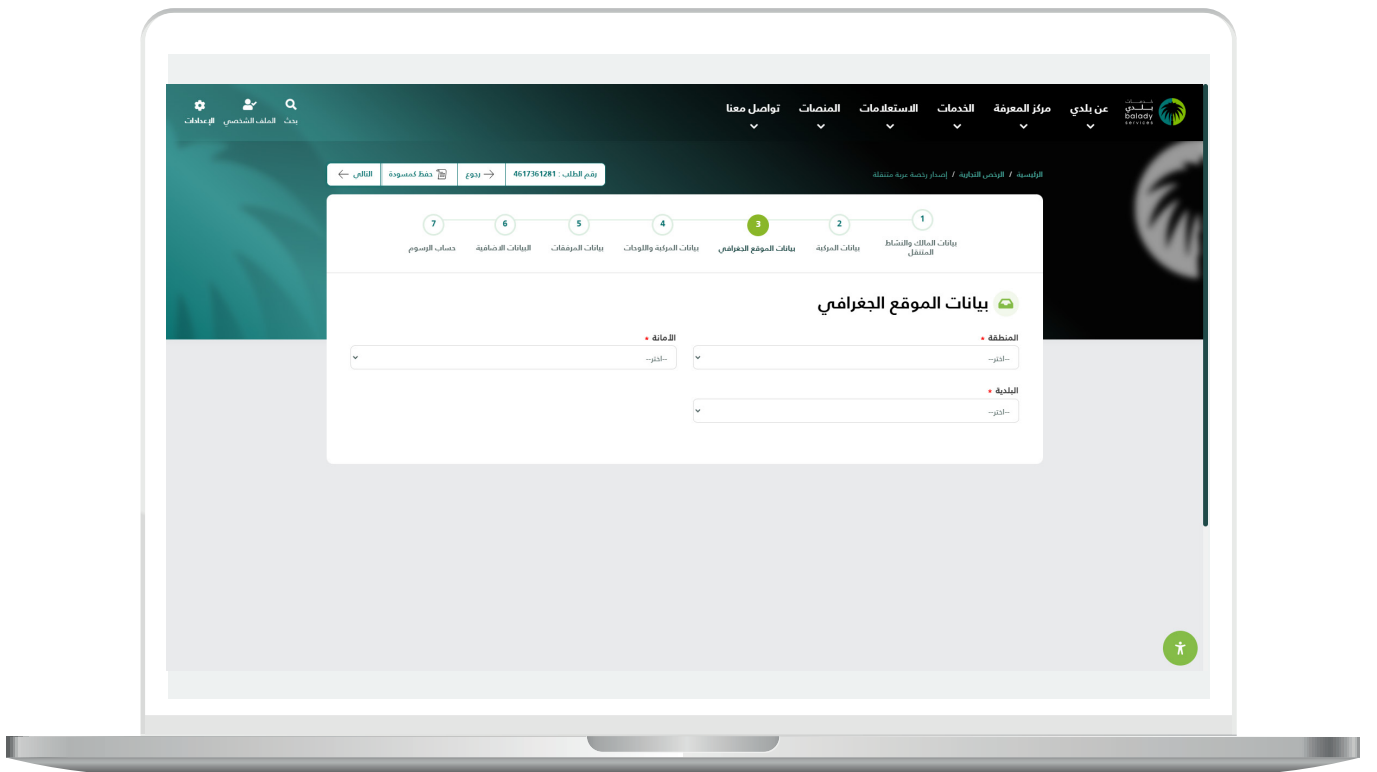 خدمـــات
بــلــدي
balady
services
عن بلدي
مركز المعرفة
الخدمات
الاستعلامات
المنصات
تواصل معنا
بحث
الملف الشخصي
الإعدادات
الرئيسية / الرخص التجارية / إصدار رخصة عربة متنقلة
رقم الطلب : 4617361281
رجوع
حفظ كمسودة
التالي
1
بيانات المالك والنشاط
المتنقل
2
بيانات المركبة
3
بيانات الموقع الجغرافي
4
بيانات المركبة واللوحات
5
بيانات المرفقات
6
البيانات الاضافية
7
حساب الرسوم
بيانات الموقع الجغرافي
المنطقة *
--اختر--
الأمانة *
--اختر--
البلدية *
--اختر--